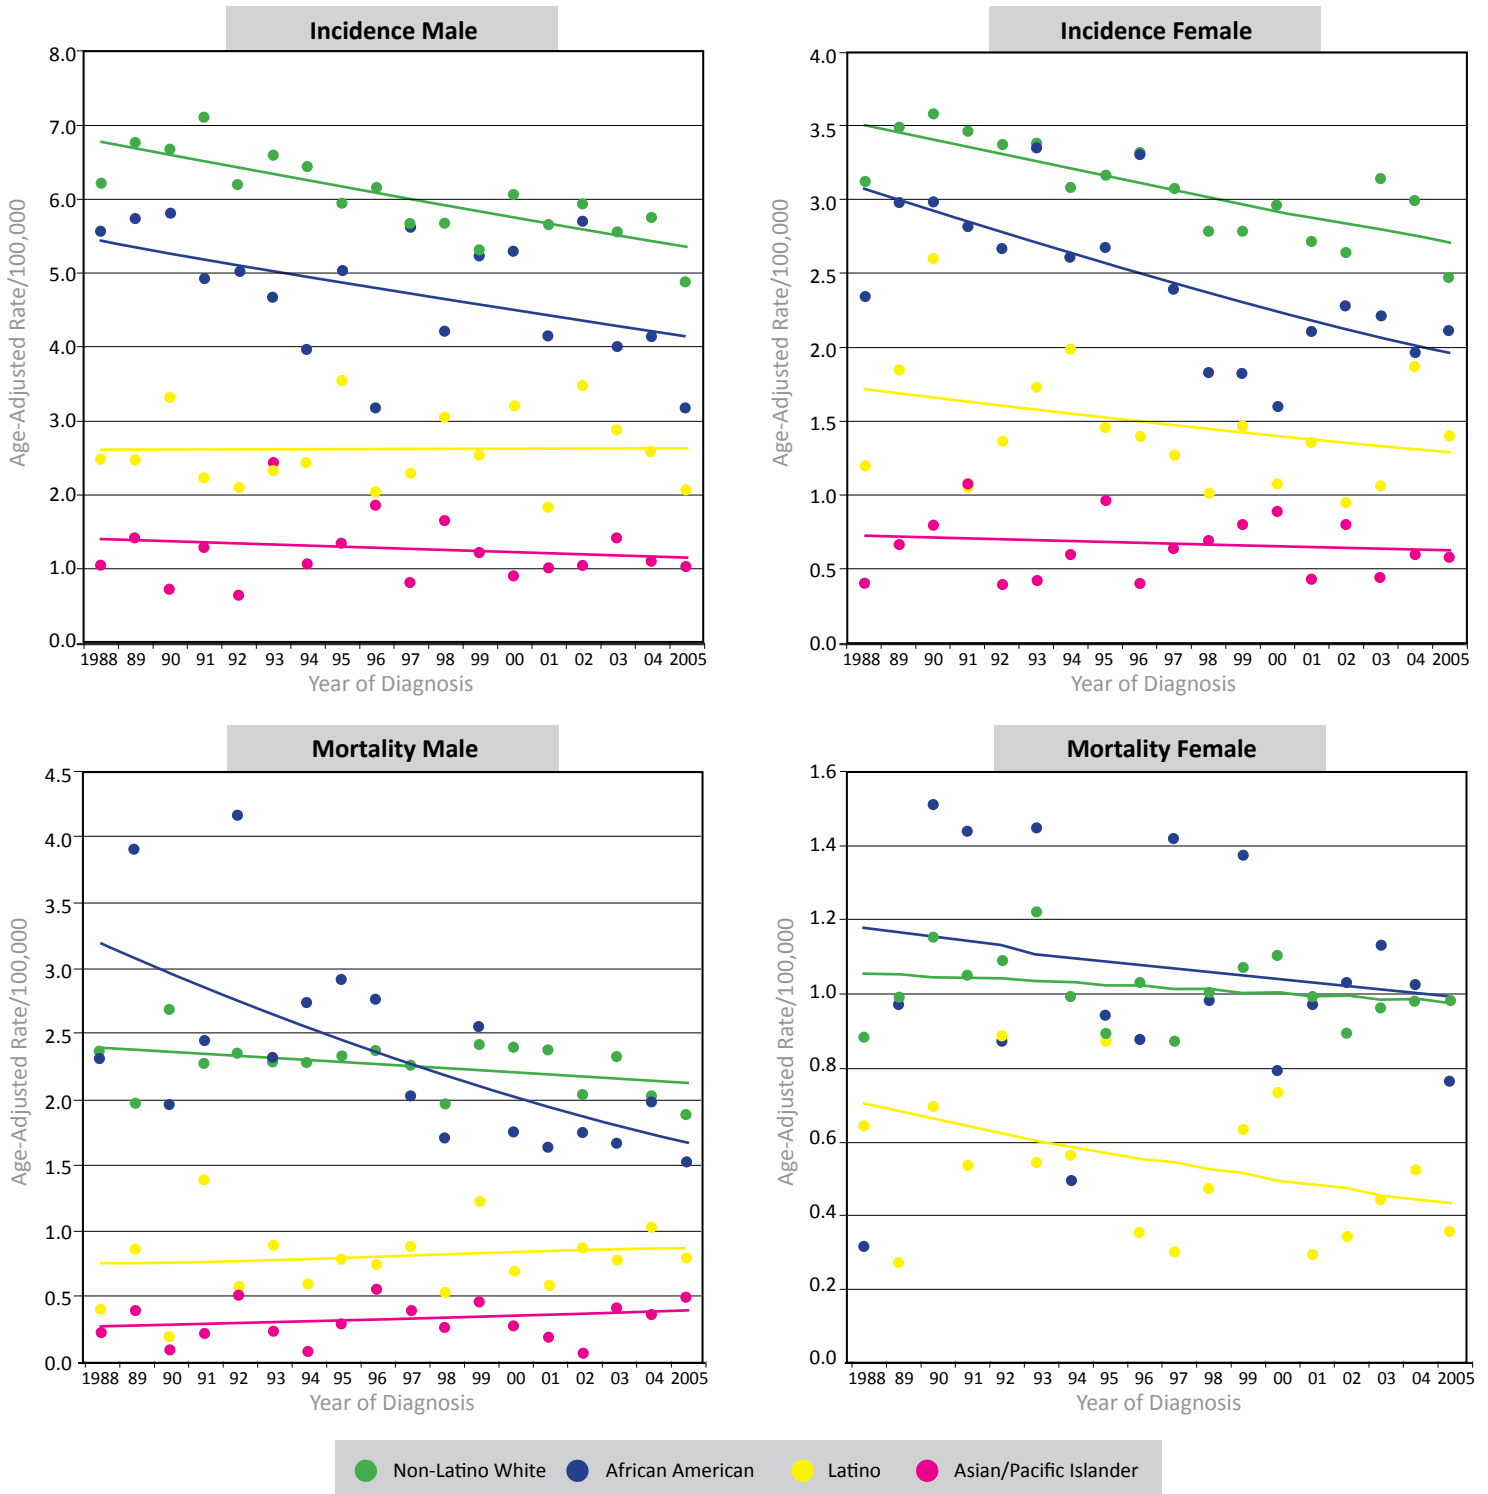 Incidence Male
Age-Adjusted Rate/100,000
8.0
7.0
6.0
5.0
4.0
3.0
2.0
1.0
0.0
1988 89 90 91 92 93 94 95 96 97 98 99 00 01 02 03 04 2005
Year of Diagnosis
Incidence Female
Age-Adjusted Rate/100,000
4.0
3.5
3.0
2.5
2.0
1.5
1.0
0.5
0.0
1988 89 90 91 92 93 94 95 96 97 98 99 00 01 02 03 04 2005
Year of Diagnosis
Mortality Male
Age-Adjusted Rate/100,000
4.5
4.0
3.5
3.0
2.5
2.0
1.5
1.0
0.5
0.0
1988 89 90 91 92 93 94 95 96 97 98 99 00 01 02 03 04 2005
Year of Diagnosis
Mortality Female
Age-Adjusted Rate/100,000
1.6
1.4
1.2
1.0
0.8
0.6
0.4
0.2
0.0
1988 89 90 91 92 93 94 95 96 97 98 99 00 01 02 03 04 2005
Year of Diagnosis
Non-Latino White African American Latino Asian/Pacific Islander